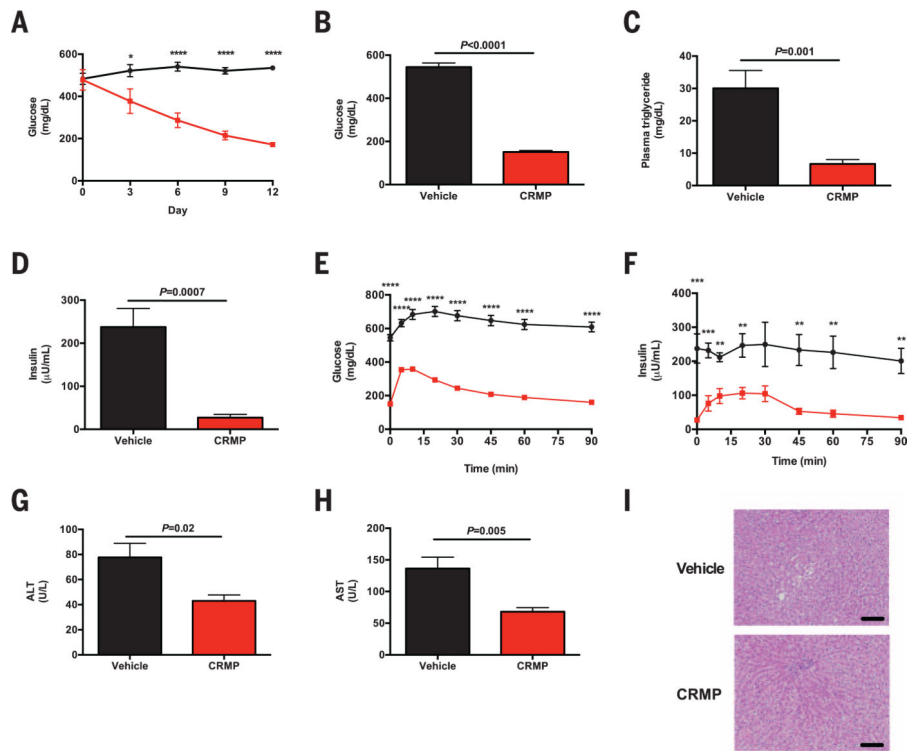 A
Glucose
(mg/dL)
600
400
200
0
*
****
****
****
0
3
6
9
12
Day
B
Glucose
(mg/dL)
600
400
200
0
P<0.0001
Vehicle
CRMP
C
Plasma triglyceride
(mg/dL)
40
30
20
10
0
P=0.001
Vehicle
CRMP
D
Insulin
(µU/mL)
300
200
100
0
P=0.0007
Vehicle
CRMP
E
Glucose
(mg/dL)
800
600
400
200
0
****
****
****
****
****
****
****
****
0
15
30
45
60
75
90
Time (min)
F
Insulin
(µU/mL)
400
300
200
100
0
***
***
**
**
**
**
**
0
15
30
45
60
75
90
Time (min)
G
ALT
(U/L)
100
80
60
40
20
0
P=0.02
Vehicle
CRMP
H
AST
(U/L)
200
150
100
50
0
P=0.005
Vehicle
CRMP
I
Vehicle
CRMP